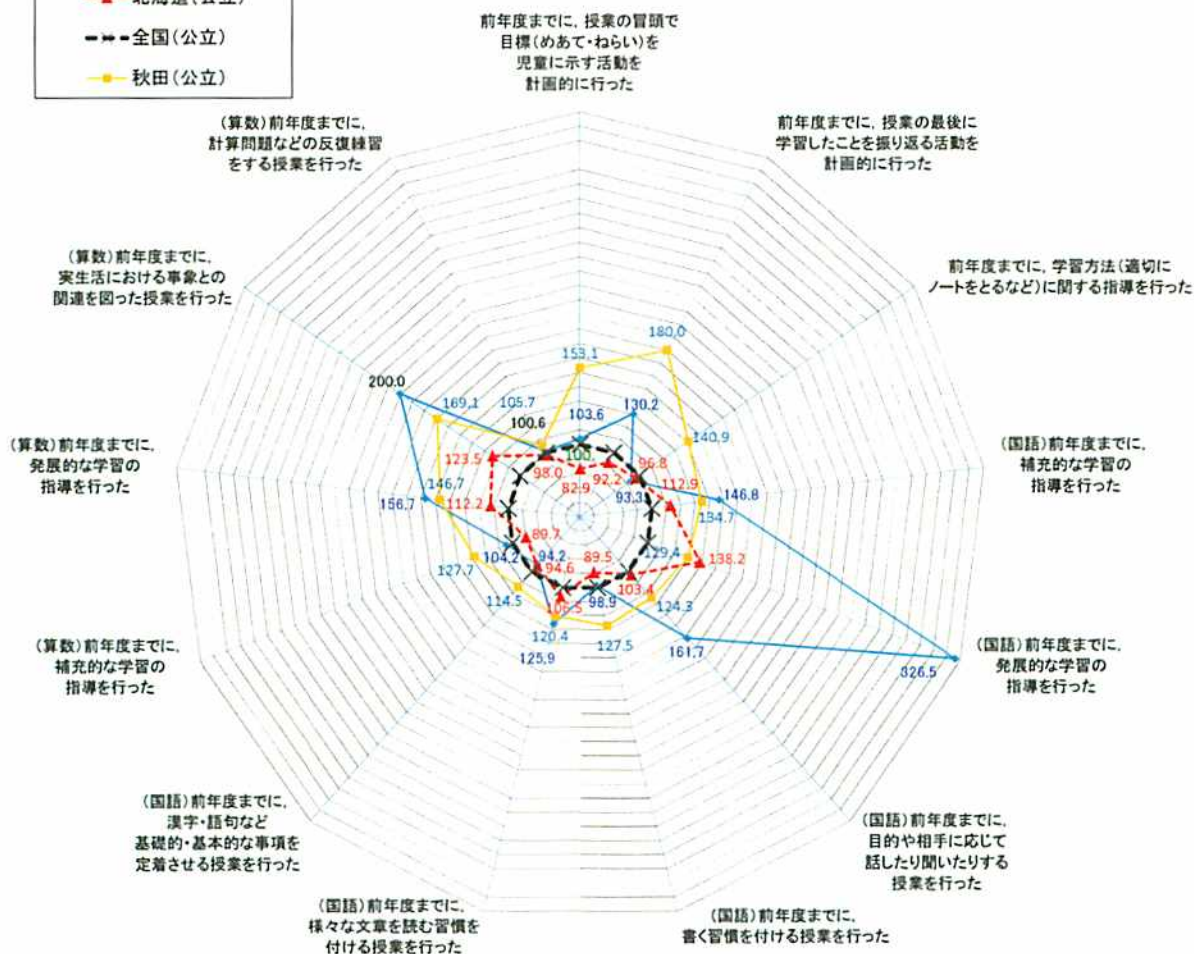 北海道(公立)
全国(公立)
秋田(公立)
前年度までに、授業の冒頭で
目標(めあて・ねらい)を
児童に示す活動を
計画的に行った
前年度までに、授業の最後に
学習したことを振り返る活動を
計画的に行った
前年度までに、学習方法(適切に
ノートをとるなど)に関する指導を行った
(国語)前年度までに、
補充的な学習の
指導を行った
(国語)前年度までに、
発展的な学習の
指導を行った
(国語)前年度までに、
目的や相手に応じて
話したり聞いたりする
授業を行った
(国語)前年度までに、
書く習慣を付ける授業を行った
(国語)前年度までに、
様々な文章を読む習慣を
付ける授業を行った
(国語)前年度までに、
漢字・語句など
基礎的・基本的な事項を
定着させる授業を行った
(算数)前年度までに、
補充的な学習の
指導を行った
(算数)前年度までに、
発展的な学習の
指導を行った
(算数)前年度までに、
実生活における事象との
関連を図った授業を行った
(算数)前年度までに、
計算問題などの反復練習
をする授業を行った
153.1
180.0
140.9
134.7
129.4
124.3
127.5
120.4
114.5
127.7
146.7
169.1
105.7
103.6
130.2
93.3
146.8
326.5
161.7
98.9
125.9
94.2
104.2
156.7
200.0
100.6
100.
82.9
92.2
96.8
112.9
138.2
103.4
89.5
106.5
94.6
89.7
112.2
123.5
98.0